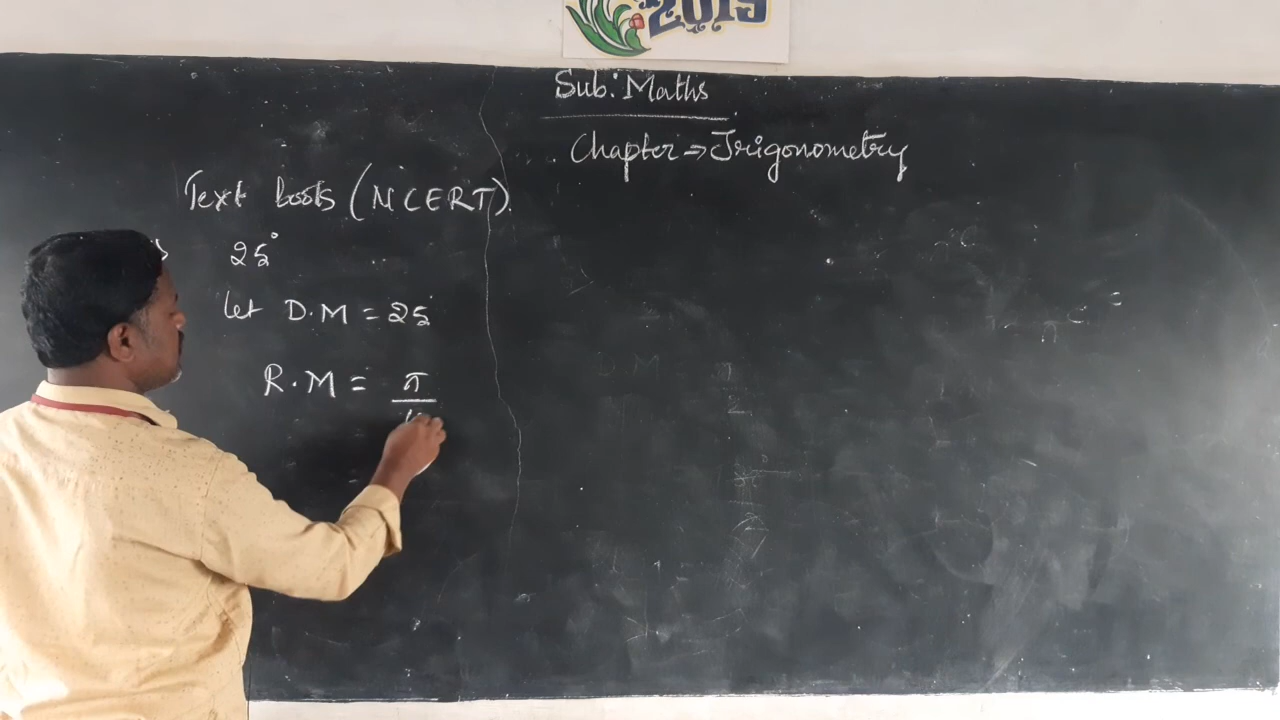 2019
Sub: Maths
Chapter ⇒ Trigonometry
Text books (NCERT).
25°
let D.M = 25
R.M = π